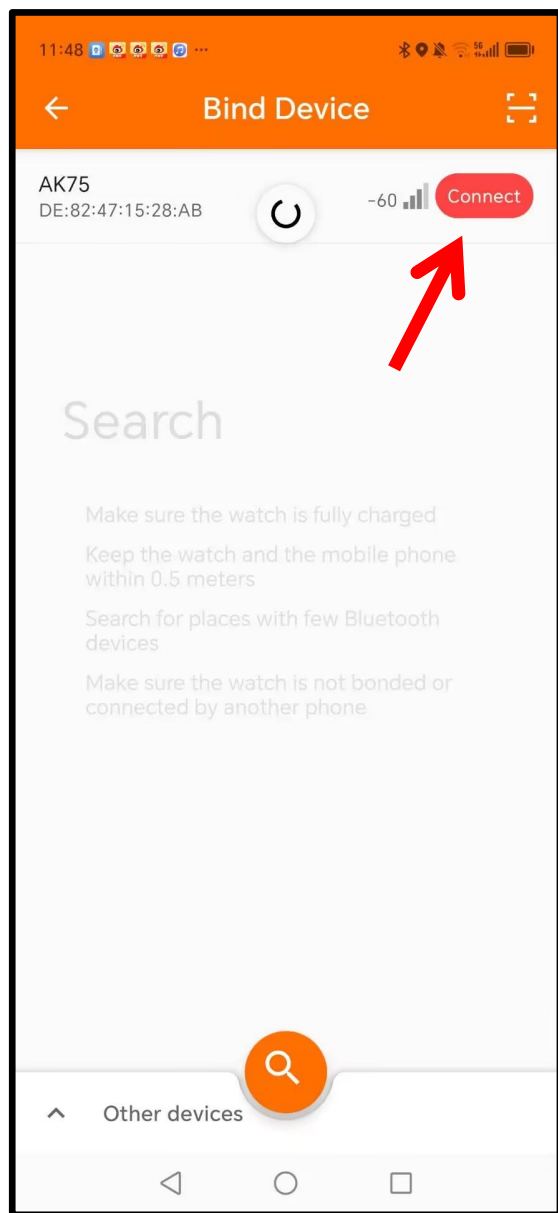 11:48
5G
Bind Device
AK75
DE:82:47:15:28:AB
-60
Connect
Search
Make sure the watch is fully charged
Keep the watch and the mobile phone
within 0.5 meters
Search for places with few Bluetooth
devices
Make sure the watch is not bonded or
connected by another phone
Other devices